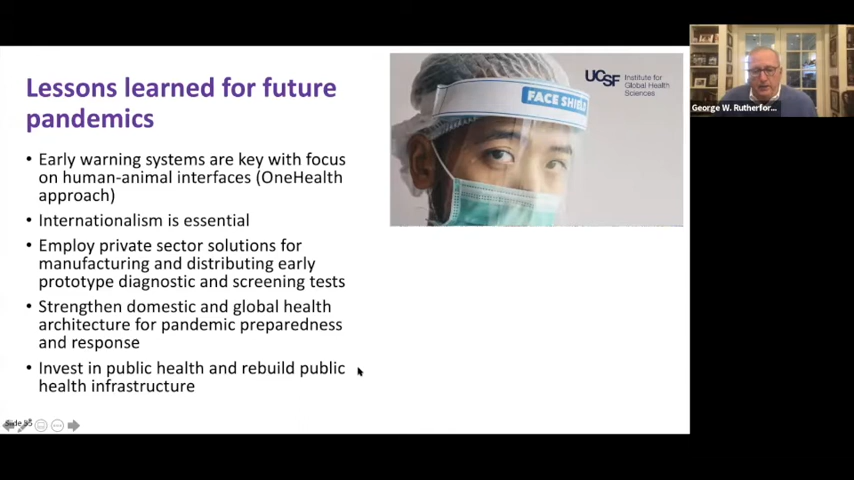 Lessons learned for future
pandemics
• Early warning systems are key with focus
on human-animal interfaces (OneHealth
approach)
• Internationalism is essential
• Employ private sector solutions for
manufacturing and distributing early
prototype diagnostic and screening tests
• Strengthen domestic and global health
architecture for pandemic preparedness
and response
• Invest in public health and rebuild public
health infrastructure
Slide 55
FACE SHIELD
UCSF Institute for
Global Health
Sciences
George W. Rutherfor...